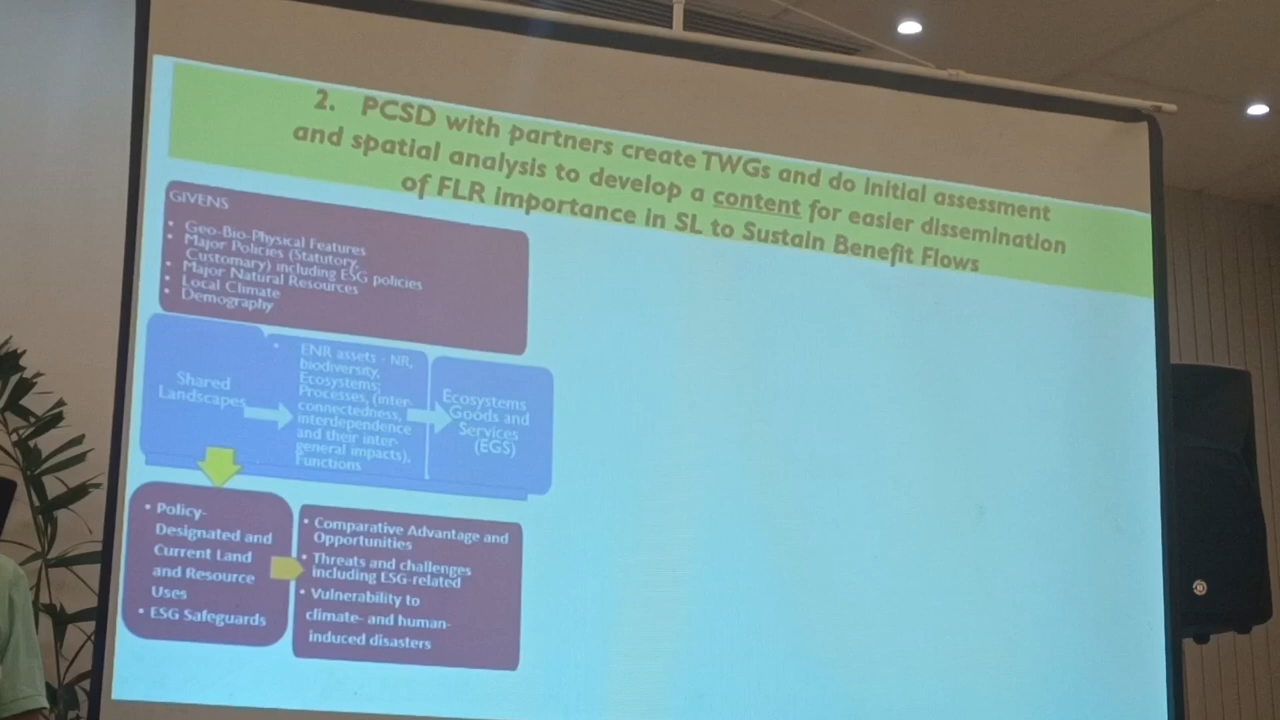 2. PCSD with partners create TWGs and do initial assessment
and spatial analysis to develop a content for easier dissemination
of FLR importance in SL to Sustain Benefit Flows
GIVENS
• Geo-Bio-Physical Features
• Major Policies (Statutory,
Customary) including ESG policies
• Major Natural Resources
• Local Climate
• Demography
Shared
Landscapes
• ENR assets - NR,
biodiversity,
Ecosystems;
Processes, (inter-
connectedness,
interdependence
and their inter-
general impacts),
Functions
Ecosystems
Goods and
Services
(EGS)
• Policy-
Designated and
Current Land
and Resource
Uses
• ESG Safeguards
• Comparative Advantage and
Opportunities
• Threats and challenges
including ESG-related
• Vulnerability to
climate- and human-
induced disasters